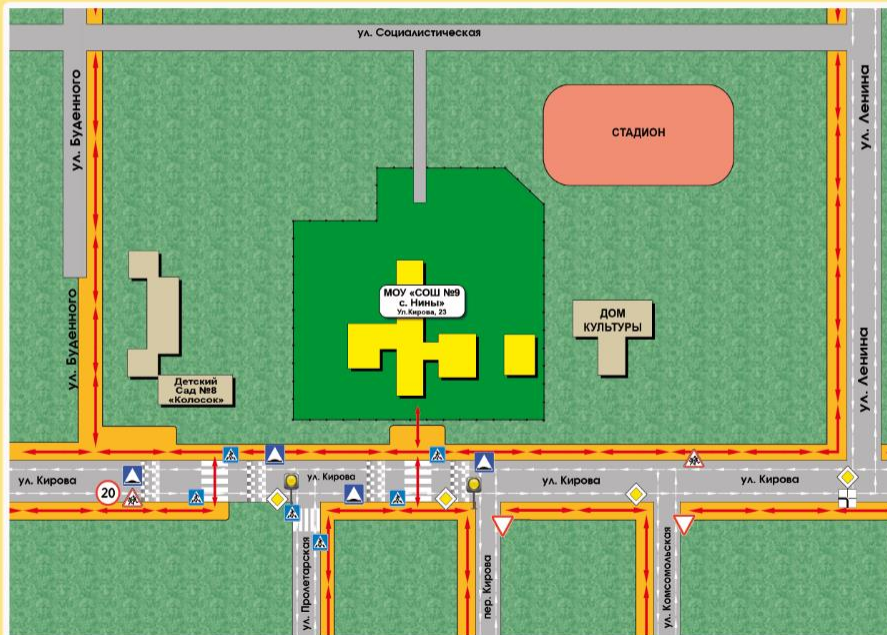 ул. Социалистическая
ул. Буденного
ул. Ленина
СТАДИОН
МОУ «СОШ №9
с. Нины»
Ул.Кирова, 23
ДОМ
КУЛЬТУРЫ
ул. Буденного
ул. Ленина
Детский
Сад №8
«Колосок»
ул. Кирова
20
ул. Кирова
ул. Кирова
ул. Кирова
ул. Пролетарская
пер. Кирова
ул. Комсомольская